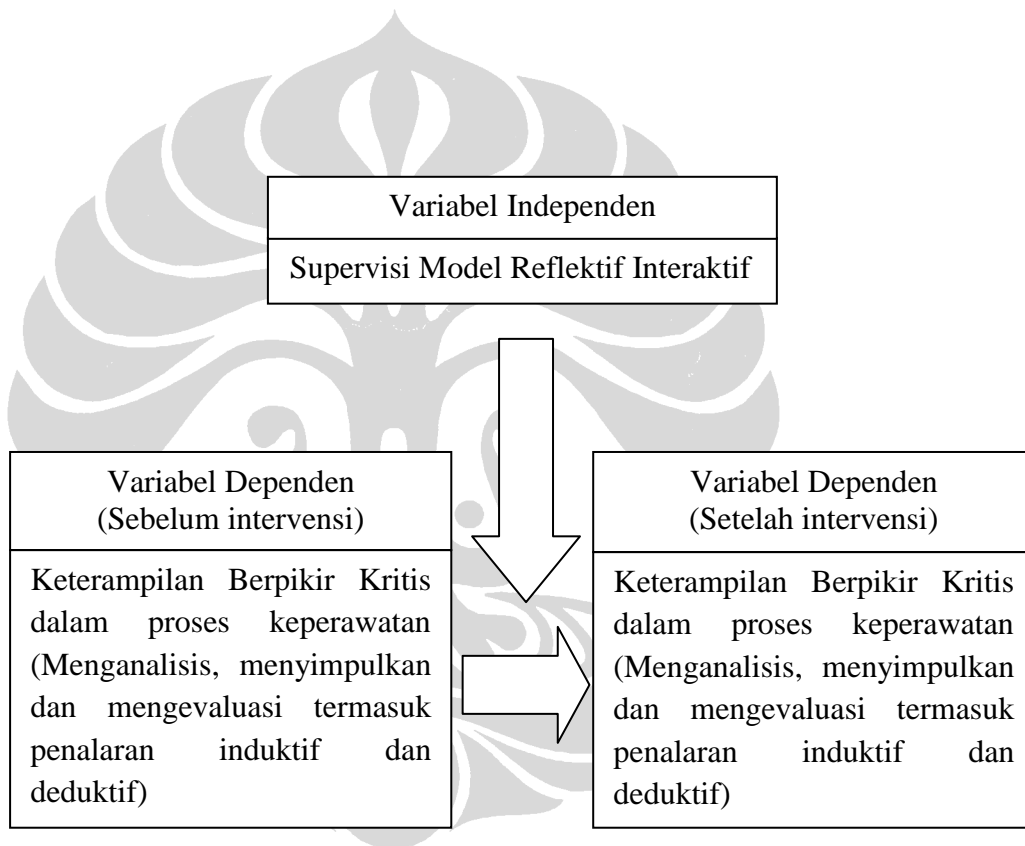 Variabel Independen
Supervisi Model Reflektif Interaktif
Variabel Dependen
(Sebelum intervensi)
Keterampilan Berpikir Kritis
dalam proses keperawatan
(Menganalisis, menyimpulkan
dan mengevaluasi termasuk
penalaran induktif dan
deduktif)
Variabel Dependen
(Setelah intervensi)
Keterampilan Berpikir Kritis
dalam proses keperawatan
(Menganalisis, menyimpulkan
dan mengevaluasi termasuk
penalaran induktif dan
deduktif)